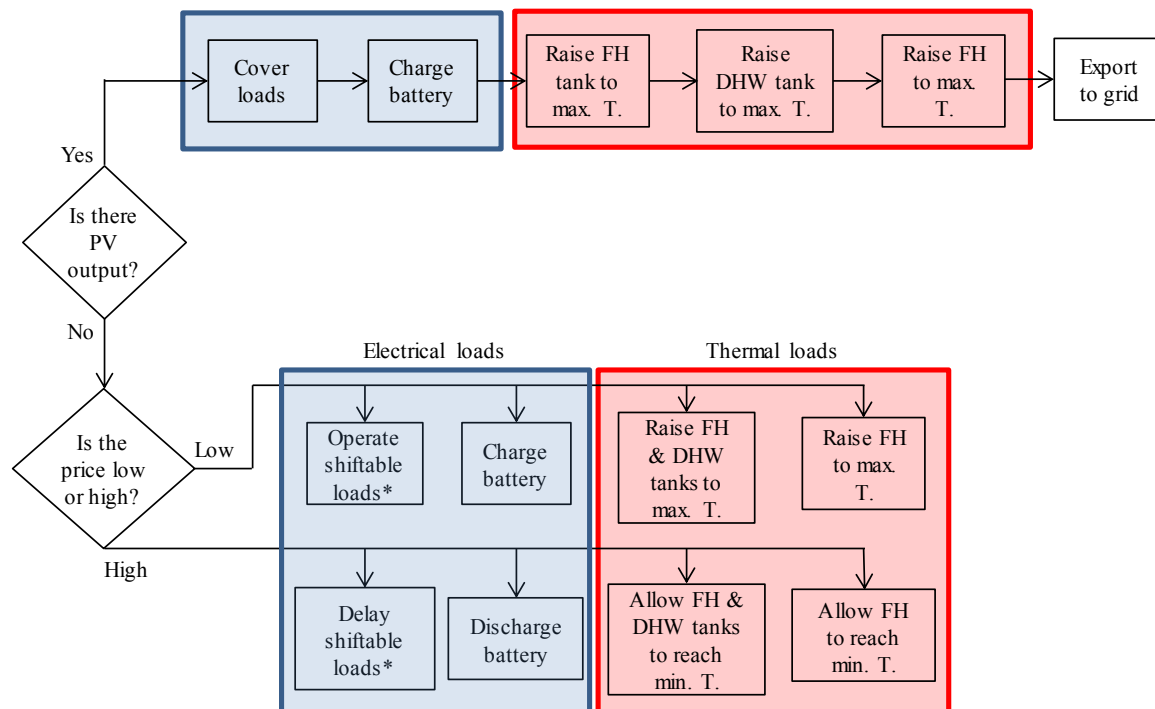 Cover
loads
Charge
battery
Raise FH
tank to
max. T.
Raise
DHW tank
to max. T.
Raise FH
to max.
T.
Export
to grid
Yes
Is there
PV
output?
No
Electrical loads
Thermal loads
Is the
price low
or high?
Low
Operate
shiftable
loads*
Charge
battery
Raise FH
& DHW
tanks to
max. T.
Raise FH
to max.
T.
High
Delay
shiftable
loads*
Discharge
battery
Allow FH &
DHW tanks
to reach
min. T.
Allow FH
to reach
min. T.